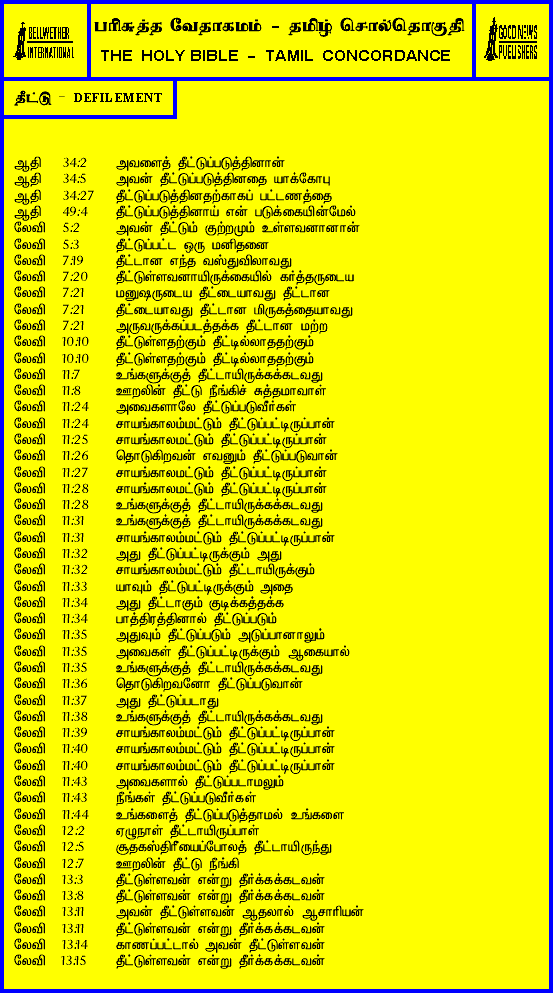 BELLWETHER
INTERNATIONAL
பரிசுத்த வேதாகமம் - தமிழ் சொல்தொகுதி
THE HOLY BIBLE - TAMIL CONCORDANCE
GOOD NEWS
PUBLISHERS
தீட்டு - DEFILEMENT
ஆதி 34:2 அவளைத் தீட்டுப்படுத்தினான்
ஆதி 34:5 அவன் தீட்டுப்படுத்தினதை யாக்கோபு
ஆதி 34:27 தீட்டுப்படுத்தினதற்காகப் பட்டணத்தை
ஆதி 49:4 தீட்டுப்படுத்தினாய் என் படுக்கையின்மேல்
லேவி 5:2 அவன் தீட்டும் குற்றமும் உள்ளவனானான்
லேவி 5:3 தீட்டுப்பட்ட ஒரு மனிதனை
லேவி 7:19 தீட்டான எந்த வஸ்துவிலாவது
லேவி 7:20 தீட்டுள்ளவனாயிருக்கையில் கர்த்தருடைய
லேவி 7:21 மனுஷருடைய தீட்டையாவது தீட்டான
லேவி 7:21 தீட்டையாவது தீட்டான மிருகத்தையாவது
லேவி 7:21 அருவருக்கப்படத்தக்க தீட்டான மற்ற
லேவி 10:10 தீட்டுள்ளதற்கும் தீட்டில்லாததற்கும்
லேவி 10:10 தீட்டுள்ளதற்கும் தீட்டில்லாததற்கும்
லேவி 11:7 உங்களுக்குத் தீட்டாயிருக்கக்கடவது
லேவி 11:8 ஊறலின் தீட்டு நீங்கிச் சுத்தமாவாள்
லேவி 11:24 அவைகளாலே தீட்டுப்படுவீர்கள்
லேவி 11:24 சாயங்காலம்மட்டும் தீட்டுப்பட்டிருப்பான்
லேவி 11:25 சாயங்காலமட்டும் தீட்டுப்பட்டிருப்பான்
லேவி 11:26 தொடுகிறவன் எவனும் தீட்டுப்படுவான்
லேவி 11:27 சாயங்காலமட்டும் தீட்டுப்பட்டிருப்பான்
லேவி 11:28 சாயங்காலமட்டும் தீட்டுப்பட்டிருப்பான்
லேவி 11:28 உங்களுக்குத் தீட்டாயிருக்கக்கடவது
லேவி 11:31 உங்களுக்குத் தீட்டாயிருக்கக்கடவது
லேவி 11:31 சாயங்காலம்மட்டும் தீட்டுப்பட்டிருப்பான்
லேவி 11:32 அது தீட்டுப்பட்டிருக்கும் அது
லேவி 11:32 சாயங்காலம்மட்டும் தீட்டாயிருக்கும்
லேவி 11:33 யாவும் தீட்டுபட்டிருக்கும் அதை
லேவி 11:34 அது தீட்டாகும் குடிக்கத்தக்க
லேவி 11:34 பாத்திரத்தினால் தீட்டுப்படும்
லேவி 11:35 அதுவும் தீட்டுப்படும் அடுப்பானாலும்
லேவி 11:35 அவைகள் தீட்டுப்பட்டிருக்கும் ஆகையால்
லேவி 11:35 உங்களுக்குத் தீட்டாயிருக்கக்கடவது
லேவி 11:36 தொடுகிறவனோ தீட்டுப்படுவான்
லேவி 11:37 அது தீட்டுப்படாது
லேவி 11:38 உங்களுக்குத் தீட்டாயிருக்கக்கடவது
லேவி 11:39 சாயங்காலம்மட்டும் தீட்டுப்பட்டிருப்பான்
லேவி 11:40 சாயங்காலம்மட்டும் தீட்டுப்பட்டிருப்பான்
லேவி 11:40 சாயங்காலம்மட்டும் தீட்டுப்பட்டிருப்பான்
லேவி 11:43 அவைகளால் தீட்டுப்படாமலும்
லேவி 11:43 நீங்கள் தீட்டுப்படுவீர்கள்
லேவி 11:44 உங்களைத் தீட்டுப்படுத்தாமல் உங்களை
லேவி 12:2 ஏழுநாள் தீட்டாயிருப்பாள்
லேவி 12:5 சூதகஸ்திரீயைப்போலத் தீட்டாயிருந்து
லேவி 12:7 ஊறலின் தீட்டு நீங்கி
லேவி 13:3 தீட்டுள்ளவன் என்று தீர்க்கக்கடவன்
லேவி 13:8 தீட்டுள்ளவன் என்று தீர்க்கக்கடவன்
லேவி 13:11 அவன் தீட்டுள்ளவன் ஆதலால் ஆசாரியன்
லேவி 13:11 தீட்டுள்ளவன் என்று தீர்க்கக்கடவன்
லேவி 13:14 காணப்பட்டால் அவன் தீட்டுள்ளவன்
லேவி 13:15 தீட்டுள்ளவன் என்று தீர்க்கக்கடவன்